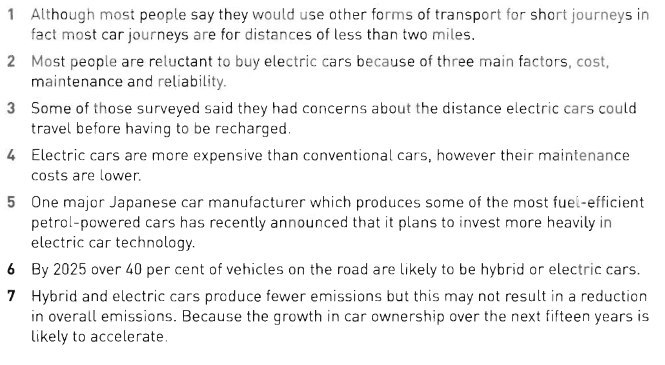 1 Although most people say they would use other forms of transport for short journeys in
fact most car journeys are for distances of less than two miles.
2 Most people are reluctant to buy electric cars because of three main factors, cost,
maintenance and reliability.
3 Some of those surveyed said they had concerns about the distance electric cars could
travel before having to be recharged.
4 Electric cars are more expensive than conventional cars, however their maintenance
costs are lower.
5 One major Japanese car manufacturer which produces some of the most fuel-efficient
petrol-powered cars has recently announced that it plans to invest more heavily in
electric car technology.
6 By 2025 over 40 per cent of vehicles on the road are likely to be hybrid or electric cars.
7 Hybrid and electric cars produce fewer emissions but this may not result in a reduction
in overall emissions. Because the growth in car ownership over the next fifteen years is
likely to accelerate.